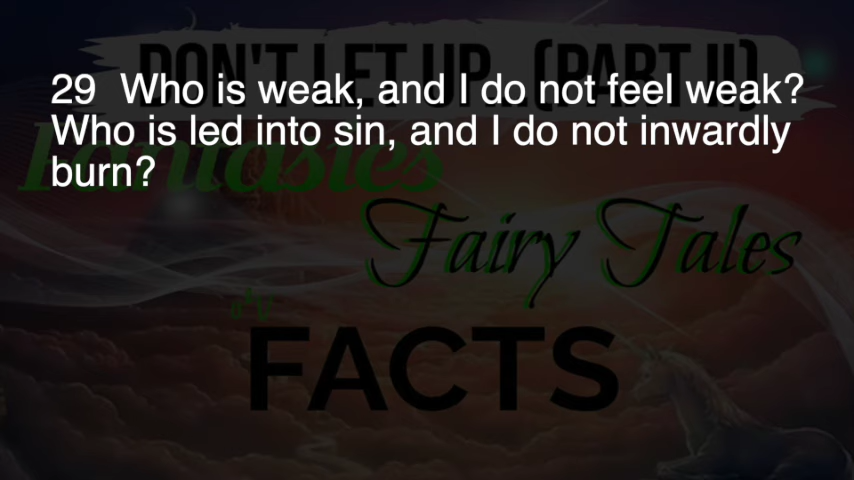 DON'T LET UP...(PART II)
29 Who is weak, and I do not feel weak?
Who is led into sin, and I do not inwardly
burn?
Fantasies
Fairy Tales
FACTS